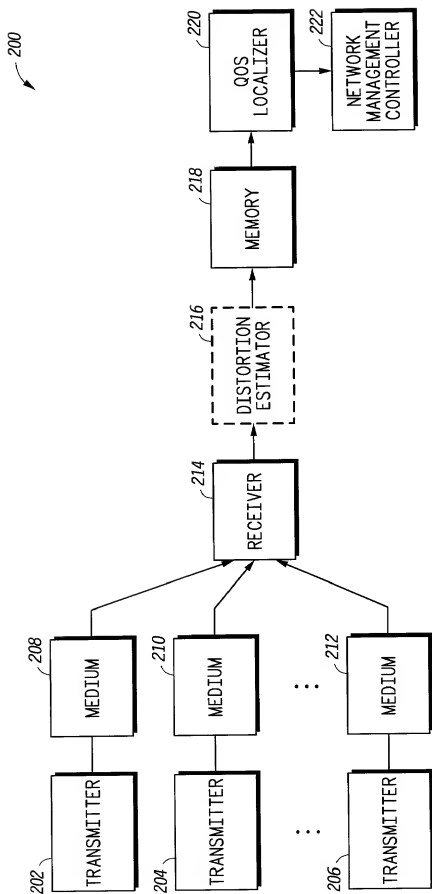 200
202
TRANSMITTER
208
MEDIUM
204
TRANSMITTER
210
MEDIUM
...
...
206
TRANSMITTER
212
MEDIUM
214
RECEIVER
216
DISTORTION
ESTIMATOR
218
MEMORY
220
QOS
LOCALIZER
222
NETWORK
MANAGEMENT
CONTROLLER